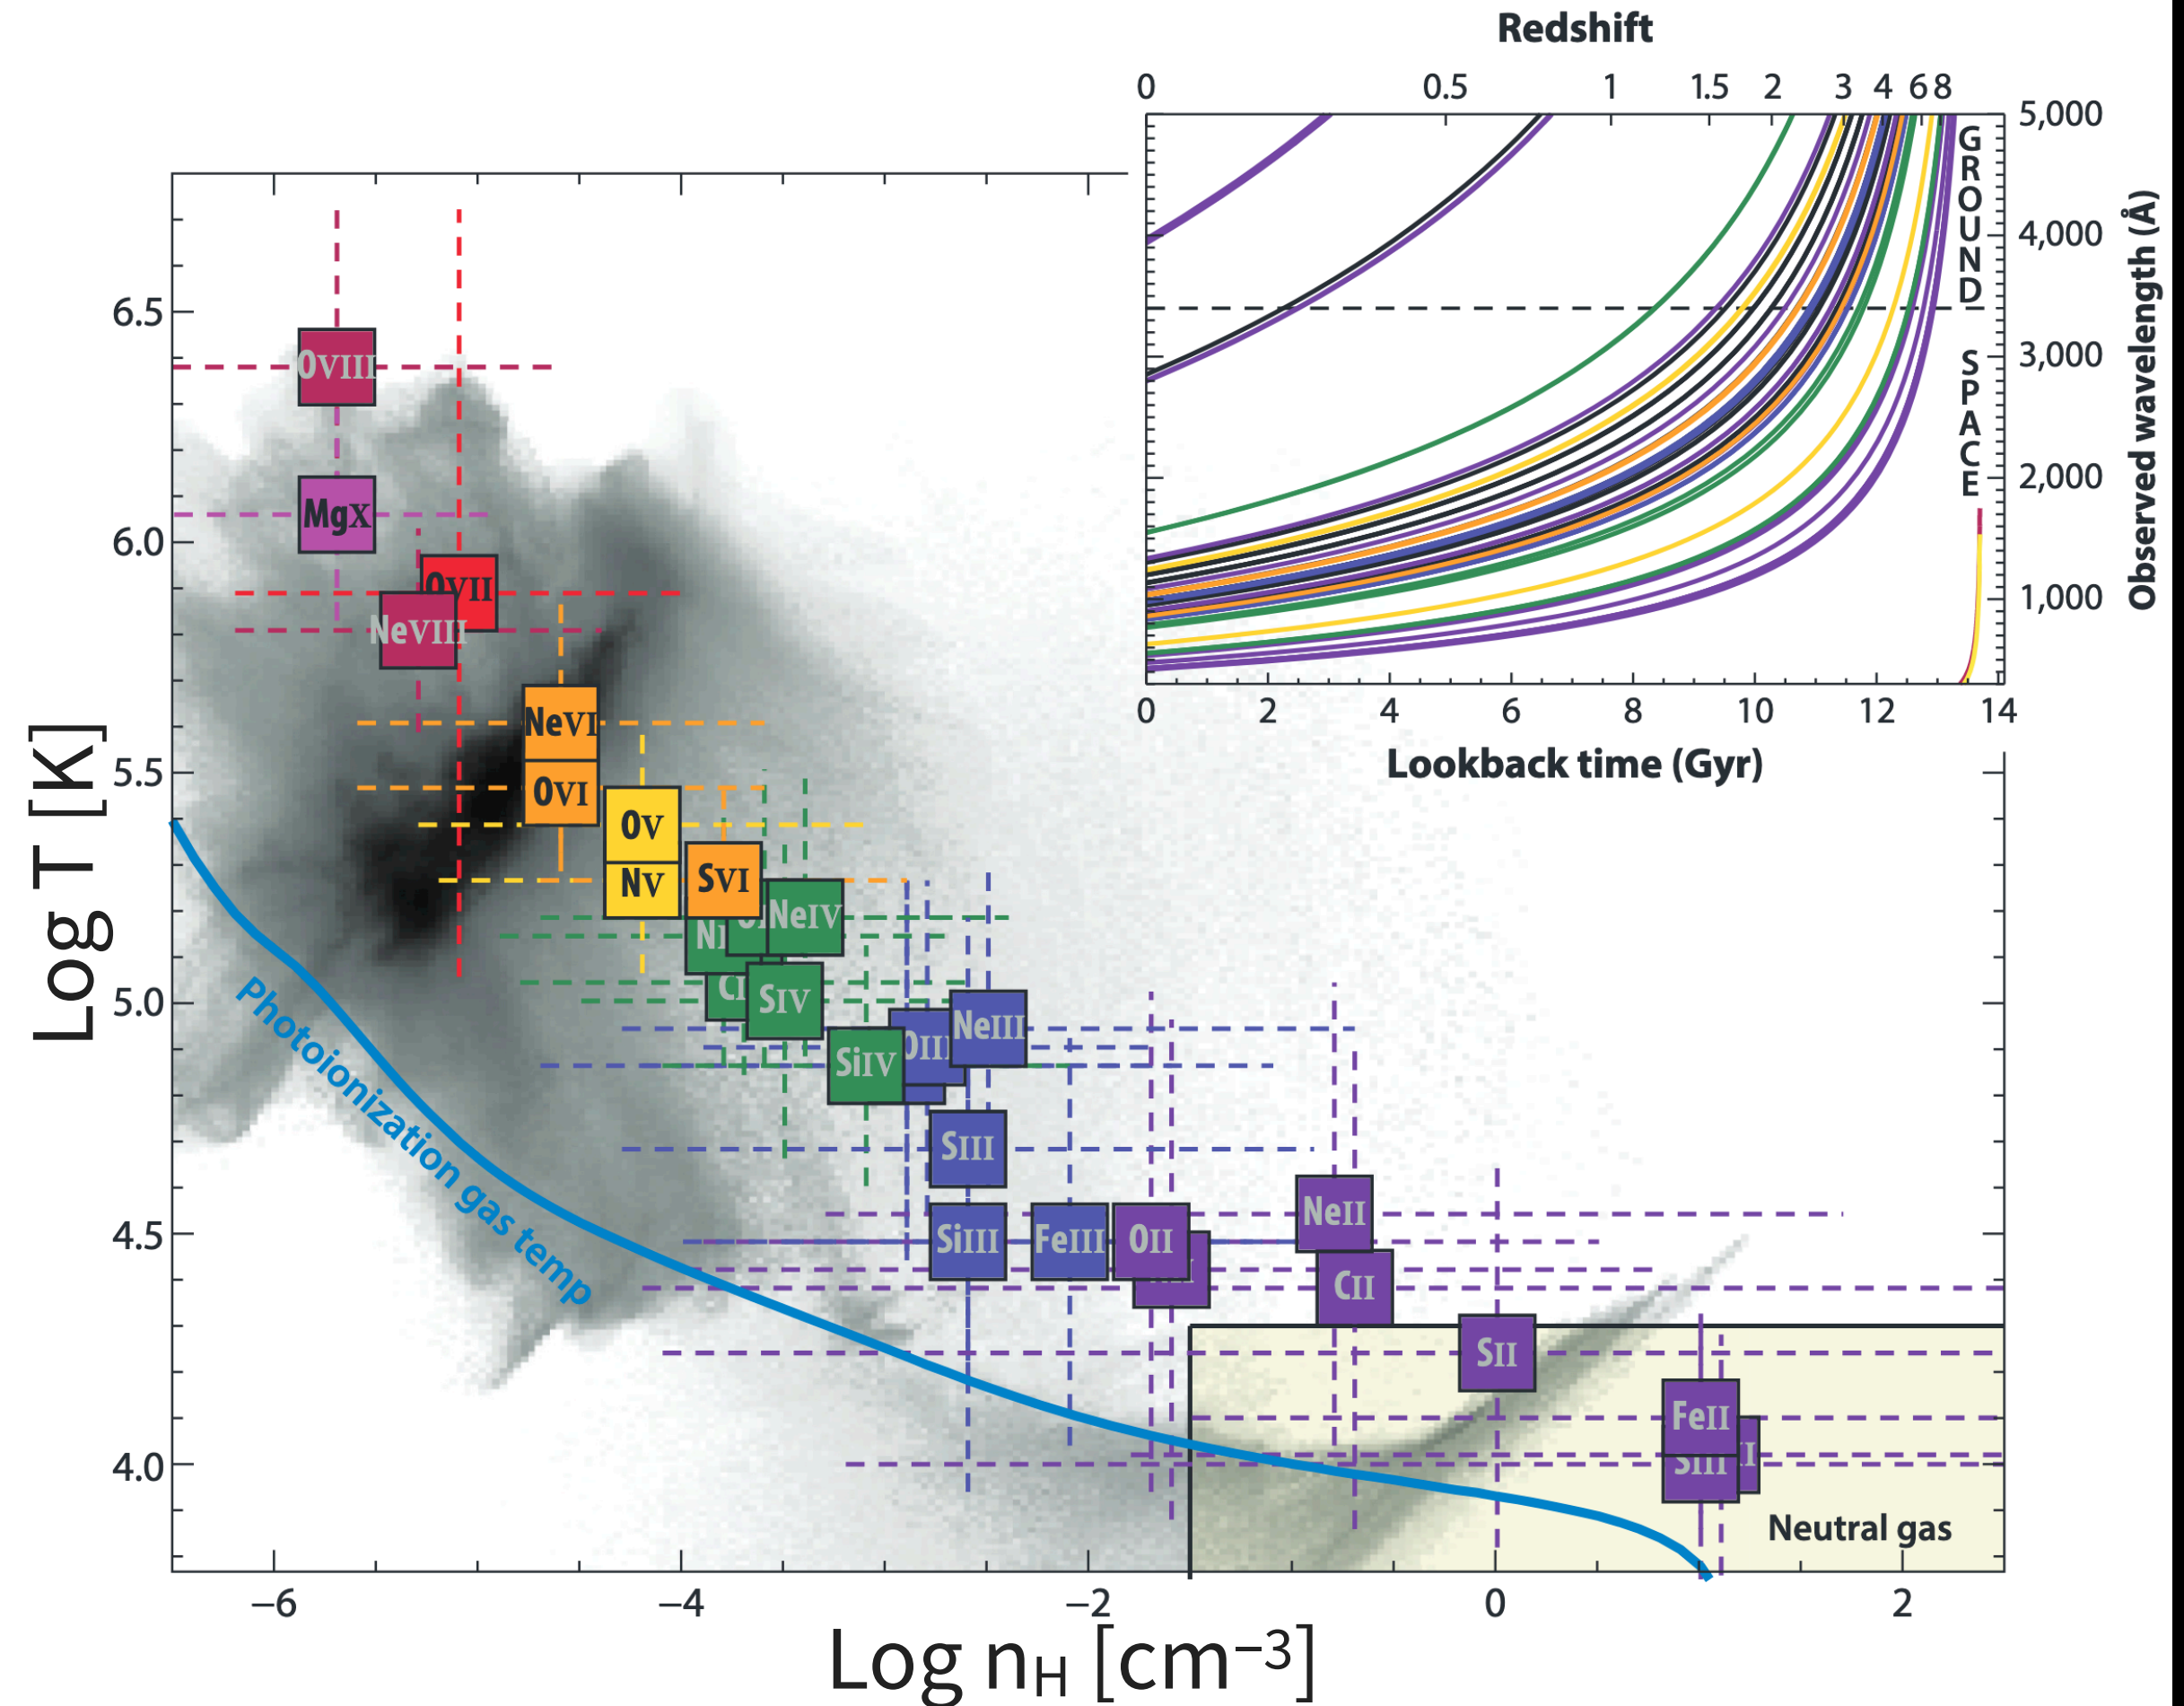 Redshift
0 0.5 1 1.5 2 3 4 6 8
5,000
4,000
3,000
2,000
1,000
Observed wavelength (Å)
GROUND
SPACE
0 2 4 6 8 10 12 14
Lookback time (Gyr)
6.5
6.0
5.5
5.0
4.5
4.0
Log T [K]
OVIII
MgX
OVII
NeVIII
NeVI
OVI
OV
NV
SVI
NeIV
SIV
SiIV
OIII
NeIII
SIII
SiIII
FeIII
OII
NeII
CII
SII
FeII
SiII
Photoionization gas temp
Neutral gas
−6 −4 −2 0 2
Log nH [cm−3]